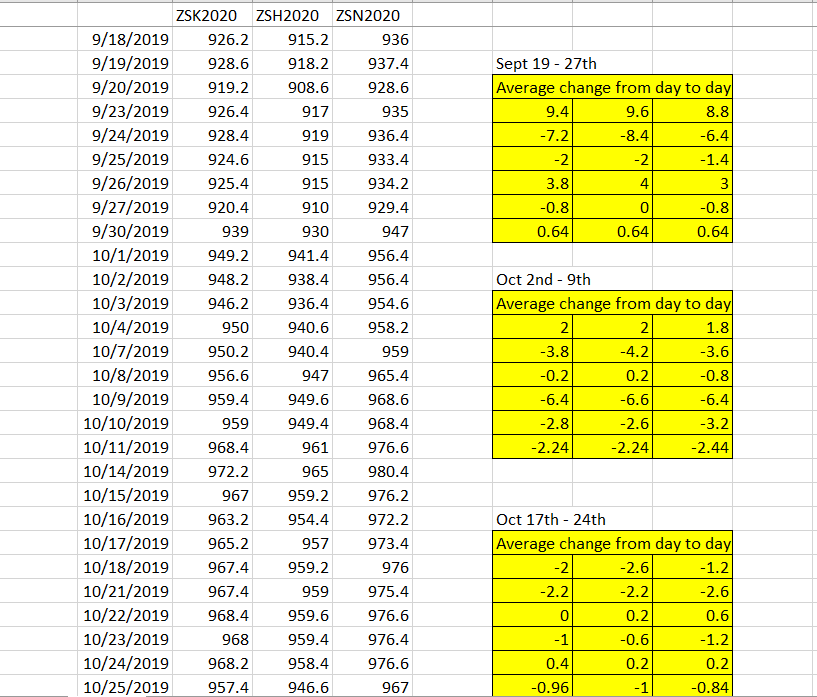 ZSK2020 ZSH2020 ZSN2020
9/18/2019 926.2 915.2 936
9/19/2019 928.6 918.2 937.4 Sept 19 - 27th
9/20/2019 919.2 908.6 928.6 Average change from day to day
9/23/2019 926.4 917 935 9.4 9.6 8.8
9/24/2019 928.4 919 936.4 -7.2 -8.4 -6.4
9/25/2019 924.6 915 933.4 -2 -2 -1.4
9/26/2019 925.4 915 934.2 3.8 4 3
9/27/2019 920.4 910 929.4 -0.8 0 -0.8
9/30/2019 939 930 947 0.64 0.64 0.64
10/1/2019 949.2 941.4 956.4
10/2/2019 948.2 938.4 956.4 Oct 2nd - 9th
10/3/2019 946.2 936.4 954.6 Average change from day to day
10/4/2019 950 940.6 958.2 2 2 1.8
10/7/2019 950.2 940.4 959 -3.8 -4.2 -3.6
10/8/2019 956.6 947 965.4 -0.2 0.2 -0.8
10/9/2019 959.4 949.6 968.6 -6.4 -6.6 -6.4
10/10/2019 959 949.4 968.4 -2.8 -2.6 -3.2
10/11/2019 968.4 961 976.6 -2.24 -2.24 -2.44
10/14/2019 972.2 965 980.4
10/15/2019 967 959.2 976.2
10/16/2019 963.2 954.4 972.2 Oct 17th - 24th
10/17/2019 965.2 957 973.4 Average change from day to day
10/18/2019 967.4 959.2 976 -2 -2.6 -1.2
10/21/2019 967.4 959 975.4 -2.2 -2.2 -2.6
10/22/2019 968.4 959.6 976.6 0 0.2 0.6
10/23/2019 968 959.4 976.4 -1 -0.6 -1.2
10/24/2019 968.2 958.4 976.6 0.4 0.2 0.2
10/25/2019 957.4 946.6 967 -0.96 -1 -0.84